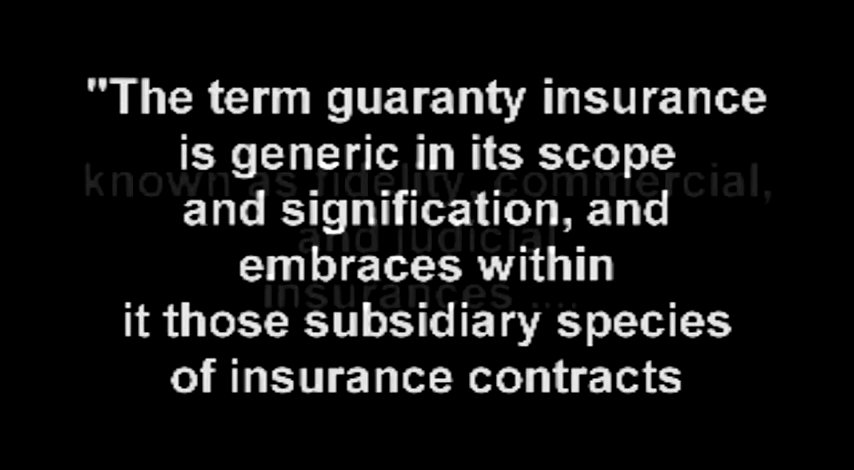 "The term guaranty insurance
is generic in its scope
known as fidelity, commercial,
and signification, and
and judicial
embraces within
insurances ....
it those subsidiary species
of insurance contracts